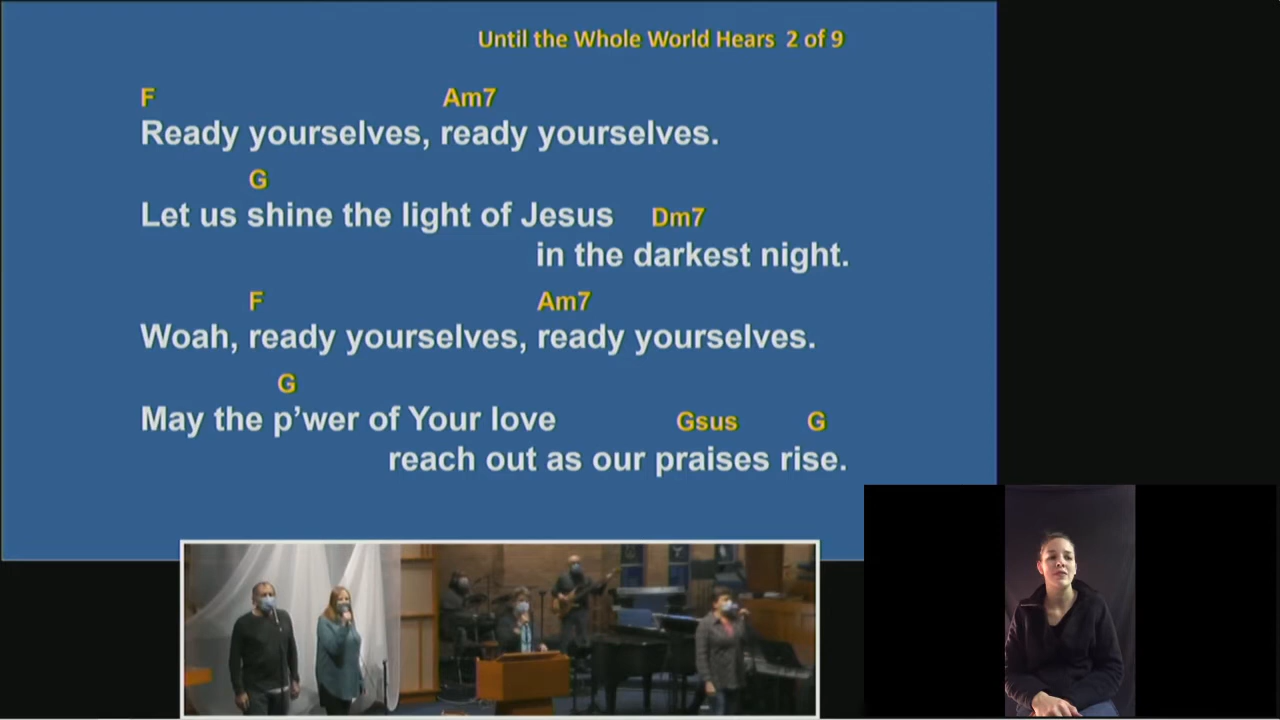 Until the Whole World Hears 2 of 9
F Am7
Ready yourselves, ready yourselves.
G
Let us shine the light of Jesus Dm7
in the darkest night.
F Am7
Woah, ready yourselves, ready yourselves.
G
May the p’wer of Your love Gsus G
reach out as our praises rise.